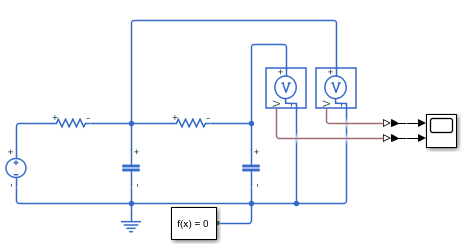 +
+
V
V
V
V
+ -
+ -
+
+
+
+
-
-
-
f(x) = 0